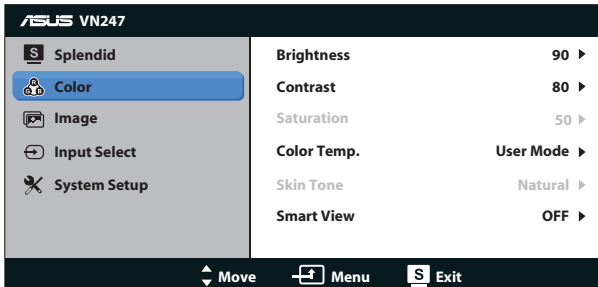 ASUS VN247
S Splendid
Color
Image
Input Select
System Setup
Brightness 90
Contrast 80
Saturation 50
Color Temp. User Mode
Skin Tone Natural
Smart View OFF
Move Menu S Exit